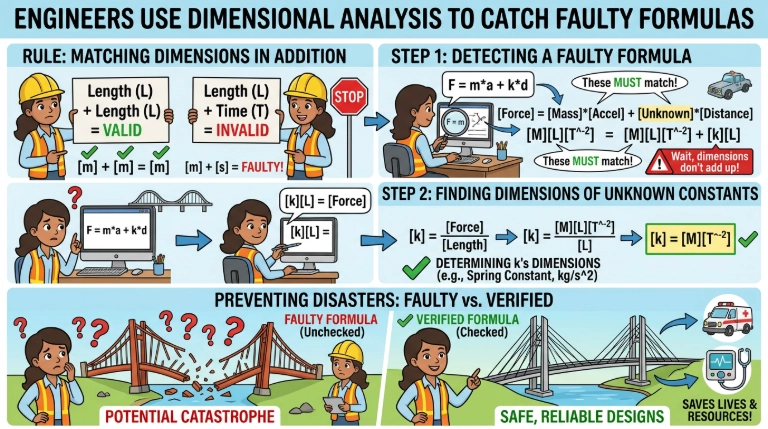 ENGINEERS USE DIMENSIONAL ANALYSIS TO CATCH FAULTY FORMULAS
RULE: MATCHING DIMENSIONS IN ADDITION
Length (L)
+ Length (L)
= VALID
[m] + [m] = [m]
Length (L)
+ Time (T)
= INVALID
[m] + [s] = FAULTY!
STOP
STEP 1: DETECTING A FAULTY FORMULA
F = m*a + k*d
F = m
These MUST match!
[Force] = [Mass]*[Accel] + [Unknown]*[Distance]
[M][L][T^-2] = [M][L][T^-2] + [k][L]
These MUST match!
Wait, dimensions
don't add up!
?
F = m*a + k*d
[k][L] = [Force]
[k][L] =
STEP 2: FINDING DIMENSIONS OF UNKNOWN CONSTANTS
[k] = [Force] / [Length]
[k] = [M][L][T^-2] / [L]
[k] = [M][T^-2]
DETERMINING k'S DIMENSIONS
(e.g., Spring Constant, kg/s^2)
PREVENTING DISASTERS: FAULTY vs. VERIFIED
? ? ? ? ? ?
FAULTY FORMULA
(Unchecked)
POTENTIAL CATASTROPHE
VERIFIED FORMULA
(Checked)
SAFE, RELIABLE DESIGNS
SAVES LIVES &
RESOURCES!